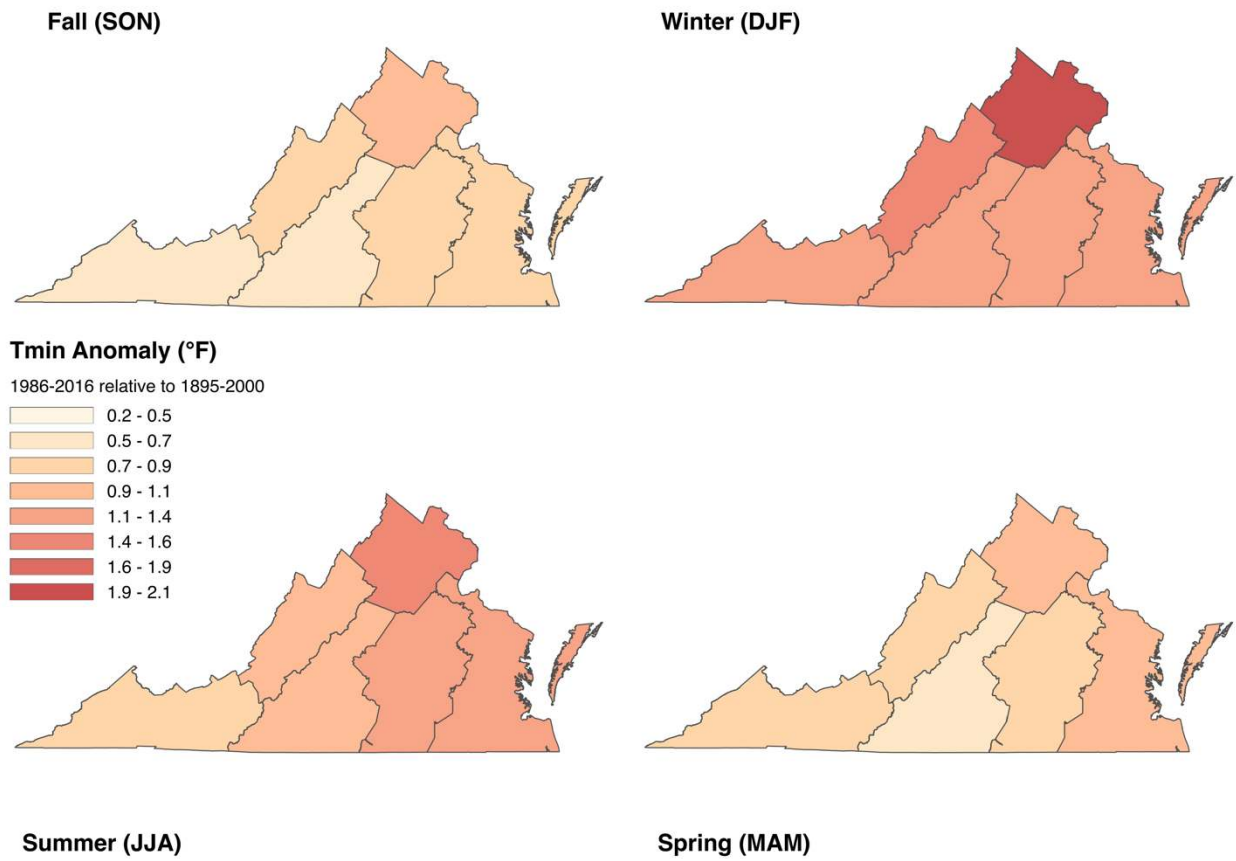 Fall (SON)
Winter (DJF)
Tmin Anomaly (°F)
1986-2016 relative to 1895-2000
0.2 - 0.5
0.5 - 0.7
0.7 - 0.9
0.9 - 1.1
1.1 - 1.4
1.4 - 1.6
1.6 - 1.9
1.9 - 2.1
Summer (JJA)
Spring (MAM)